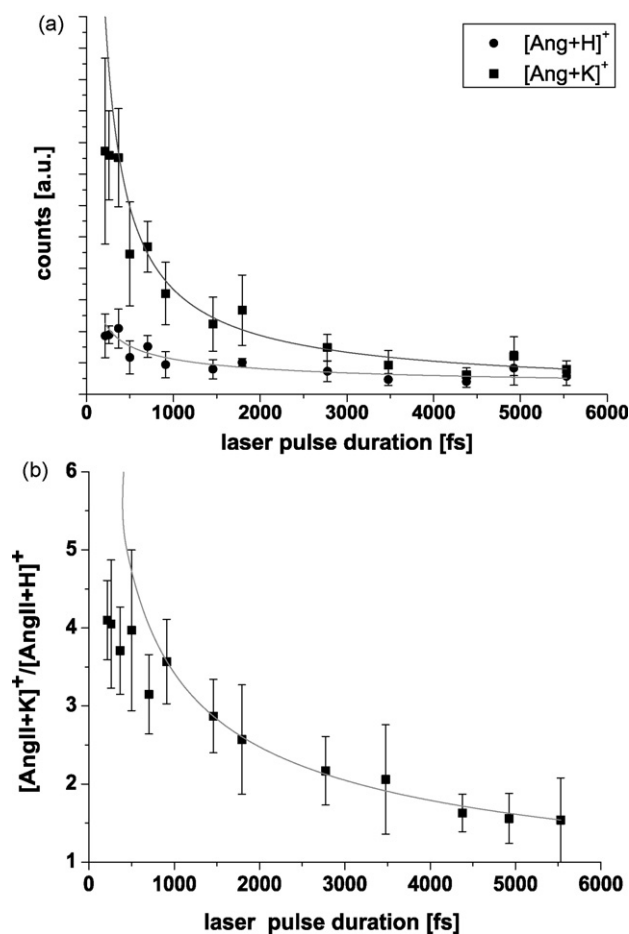 (a)
[Ang+H]⁺
[Ang+K]⁺
counts [a.u.]
0 1000 2000 3000 4000 5000 6000
laser pulse duration [fs]
(b)
6
5
4
3
2
1
[AngII+K]⁺/[AngII+H]⁺
0 1000 2000 3000 4000 5000 6000
laser pulse duration [fs]